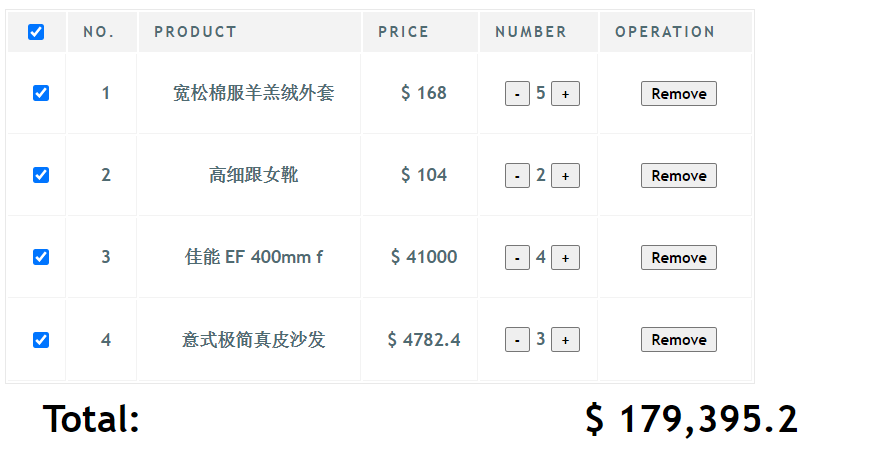 NO. PRODUCT PRICE NUMBER OPERATION
1 宽松棉服羊羔绒外套 $ 168 - 5 + Remove
2 高细跟女靴 $ 104 - 2 + Remove
3 佳能 EF 400mm f $ 41000 - 4 + Remove
4 意式极简真皮沙发 $ 4782.4 - 3 + Remove
Total: $ 179,395.2